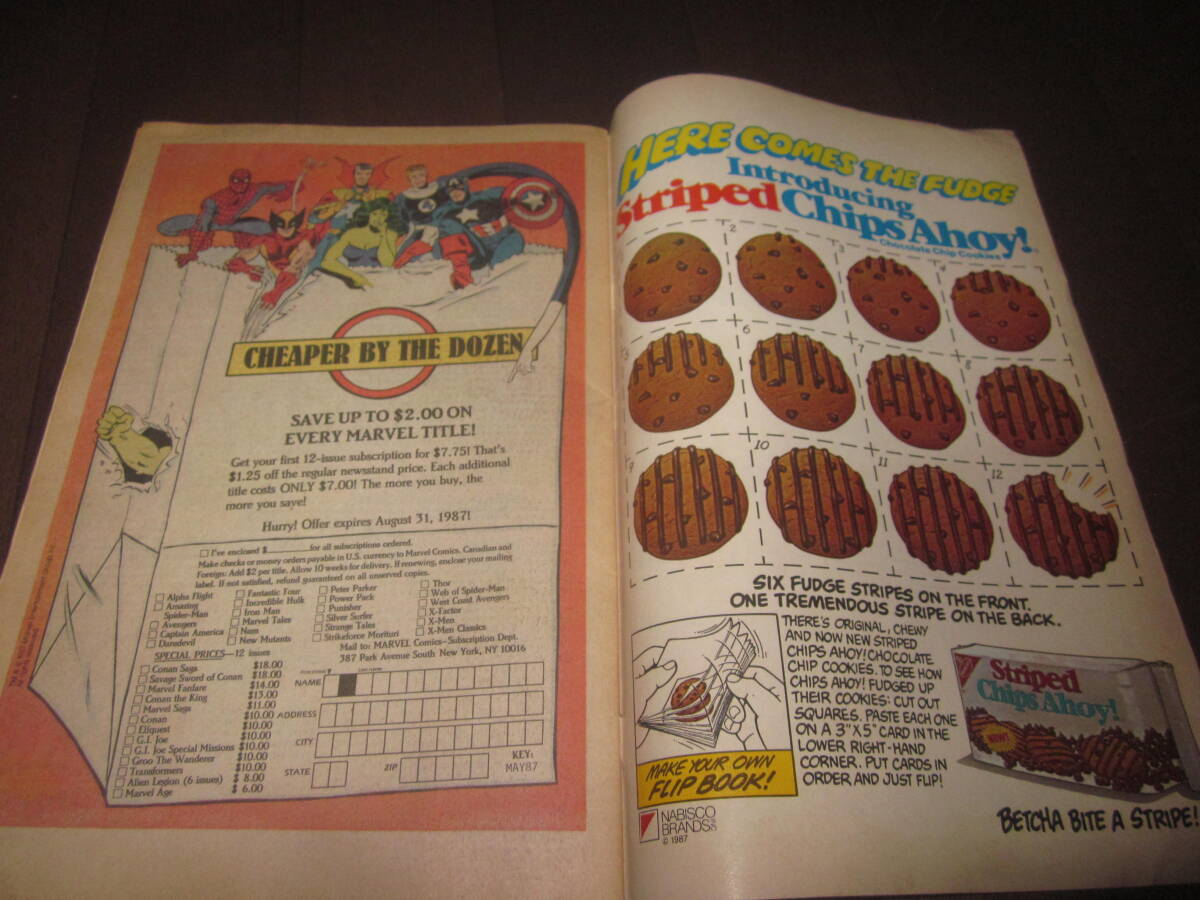 CHEAPER BY THE DOZEN
SAVE UP TO $2.00 ON
EVERY MARVEL TITLE!
Get your first 12-issue subscription for $7.75! That's
$1.25 off the regular newsstand price. Each additional
title costs ONLY $7.00! The more you buy, the
more you save!
Hurry! Offer expires August 31, 1987!
I've enclosed $ for all subscriptions ordered.
Make checks or money orders payable in U.S. currency to Marvel Comics. Canadian and
Foreign: Add $2 per title. Allow 10 weeks for delivery. If renewing, enclose your mailing
label. If not satisfied, refund guaranteed on all unserved copies.
Alpha Flight
Amazing
Spider-Man
Avengers
Captain America
Daredevil
Fantastic Four
Incredible Hulk
Iron Man
Marvel Tales
Nam
New Mutants
Peter Parker
Power Pack
Punisher
Silver Surfer
Strange Tales
Strikeforce Morituri
Thor
Web of Spider-Man
West Coast Avengers
X-Factor
X-Men
X-Men Classics
Mail to: MARVEL Comics—Subscription Dept.
387 Park Avenue South New York, NY 10016
SPECIAL PRICES—12 issues
Conan Saga $18.00
Savage Sword of Conan $18.00
Marvel Fanfare $14.00
Conan the King $13.00
Marvel Saga $11.00
Conan $10.00
Elfquest $10.00
G.I. Joe $10.00
G.I. Joe Special Missions $10.00
Groo The Wanderer $10.00
Transformers $10.00
Alien Legion (6 issues) $ 8.00
Marvel Age $ 6.00
NAME
ADDRESS
CITY
STATE ZIP
KEY:
MAY87
HERE COMES THE FUDGE
Introducing
Striped Chips Ahoy!
Chocolate Chip Cookies
2 3 4
5 6 7 8
9 10 11 12
SIX FUDGE STRIPES ON THE FRONT.
ONE TREMENDOUS STRIPE ON THE BACK.
THERE'S ORIGINAL, CHEWY
AND NOW NEW STRIPED
CHIPS AHOY! CHOCOLATE
CHIP COOKIES. TO SEE HOW
CHIPS AHOY! FUDGED UP
THEIR COOKIES: CUT OUT
SQUARES. PASTE EACH ONE
ON A 3"X5" CARD IN THE
LOWER RIGHT-HAND
CORNER. PUT CARDS IN
ORDER AND JUST FLIP!
MAKE YOUR OWN
FLIP BOOK!
Striped
Chips Ahoy!
NEW!
NABISCO
BRANDS
© 1987
BETCHA BITE A STRIPE!